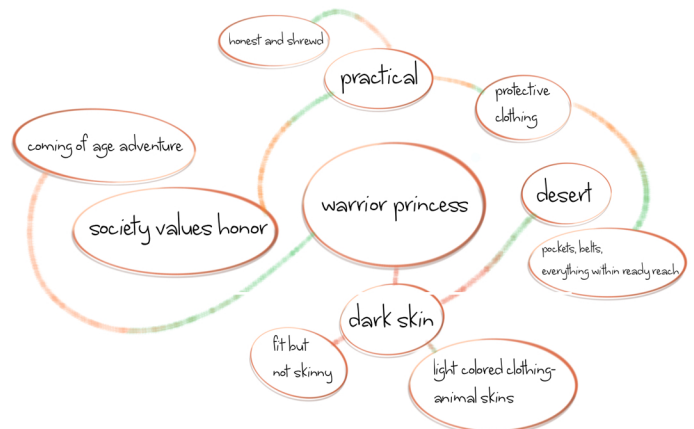 honest and shrewd
practical
protective
clothing
coming of age adventure
desert
warrior princess
society values honor
pockets, belts,
everything within ready reach
dark skin
fit but
not skinny
light colored clothing-
animal skins